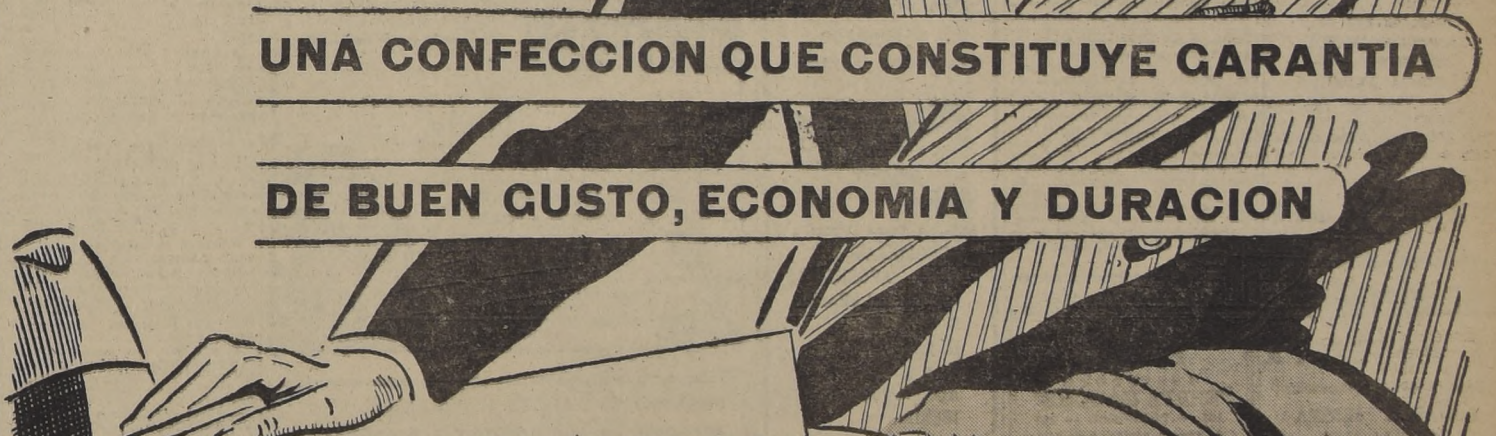 UNA CONFECCION QUE CONSTITUYE GARANTIA
DE BUEN GUSTO, ECONOMIA Y DURACION